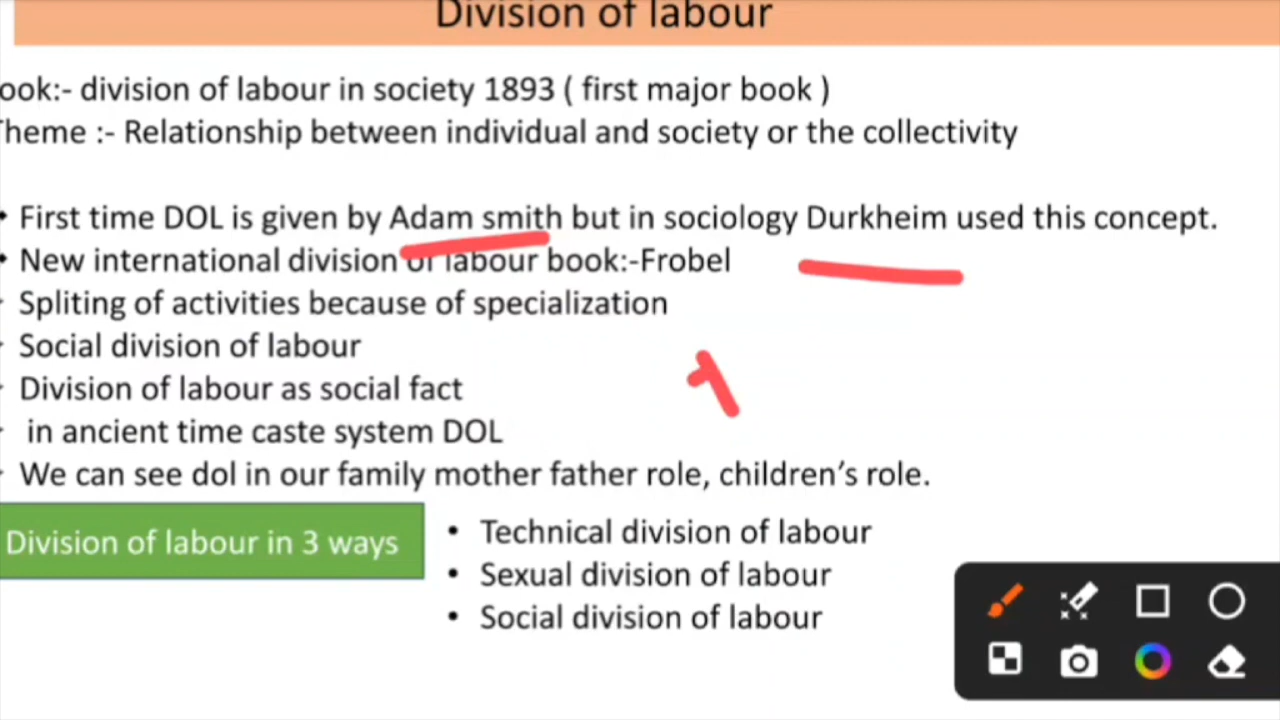 Division of labour
ook:- division of labour in society 1893 ( first major book )
heme :- Relationship between individual and society or the collectivity
• First time DOL is given by Adam smith but in sociology Durkheim used this concept.
• New international division of labour book:-Frobel
Spliting of activities because of specialization
Social division of labour
Division of labour as social fact
in ancient time caste system DOL
We can see dol in our family mother father role, children’s role.
Division of labour in 3 ways
• Technical division of labour
• Sexual division of labour
• Social division of labour